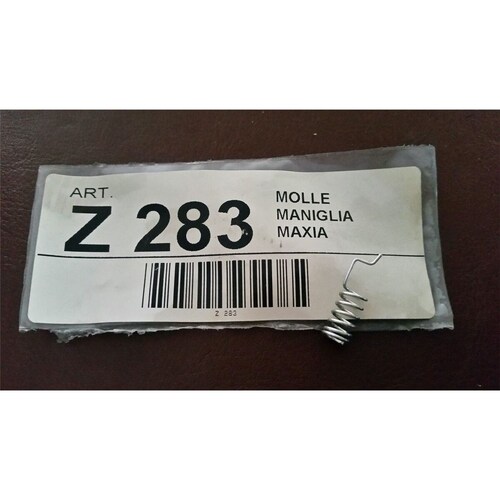 ART.
Z 283
MOLLE
MANIGLIA
MAXIA
Z 283